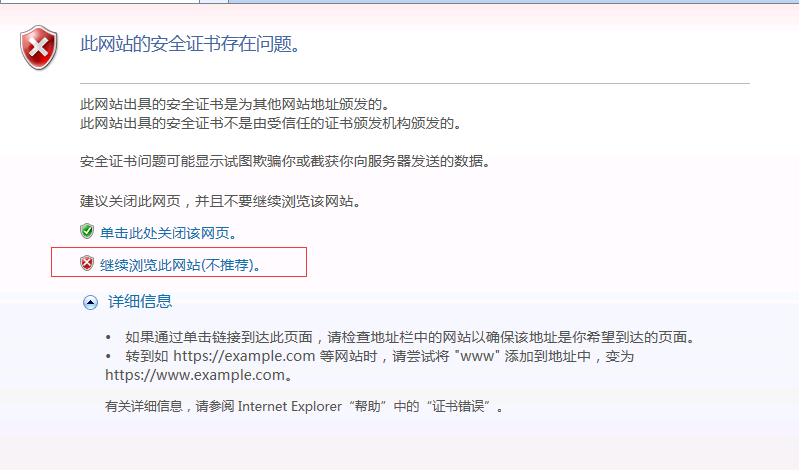 此网站的安全证书存在问题。
此网站出具的安全证书是为其他网站地址颁发的。
此网站出具的安全证书不是由受信任的证书颁发机构颁发的。
安全证书问题可能显示试图欺骗你或截获你向服务器发送的数据。
建议关闭此网页，并且不要继续浏览该网站。
单击此处关闭该网页。
继续浏览此网站(不推荐)。
详细信息
• 如果通过单击链接到达此页面，请检查地址栏中的网站以确保该地址是你希望到达的页面。
• 转到如 https://example.com 等网站时，请尝试将 "www" 添加到地址中，变为
https://www.example.com。
有关详细信息，请参阅 Internet Explorer“帮助”中的“证书错误”。